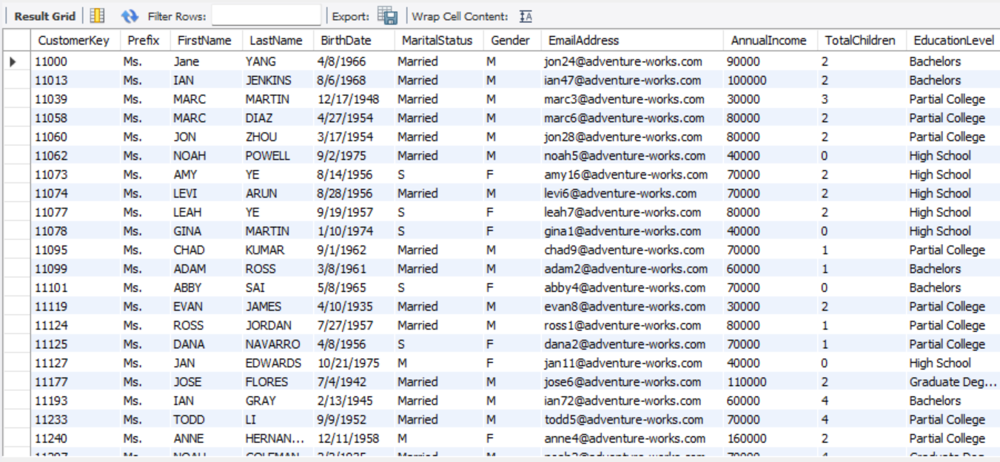 Result Grid Filter Rows: Export: Wrap Cell Content: IA
CustomerKey Prefix FirstName LastName BirthDate MaritalStatus Gender EmailAddress AnnualIncome TotalChildren EducationLevel
11000 Ms. Jane YANG 4/8/1966 Married M jon24@adventure-works.com 90000 2 Bachelors
11013 Ms. IAN JENKINS 8/6/1968 Married M ian47@adventure-works.com 100000 2 Bachelors
11039 Ms. MARC MARTIN 12/17/1948 Married M marc3@adventure-works.com 30000 3 Partial College
11058 Ms. MARC DIAZ 4/27/1954 Married M marc6@adventure-works.com 80000 2 Partial College
11060 Ms. JON ZHOU 3/17/1954 Married M jon28@adventure-works.com 80000 2 Partial College
11062 Ms. NOAH POWELL 9/2/1975 Married M noah5@adventure-works.com 40000 0 High School
11073 Ms. AMY YE 8/14/1956 S F amy16@adventure-works.com 70000 2 High School
11074 Ms. LEVI ARUN 8/28/1956 Married M levi6@adventure-works.com 70000 2 High School
11077 Ms. LEAH YE 9/19/1957 S F leah7@adventure-works.com 80000 2 High School
11078 Ms. GINA MARTIN 1/10/1974 S F gina1@adventure-works.com 40000 0 High School
11095 Ms. CHAD KUMAR 9/1/1962 Married M chad9@adventure-works.com 70000 1 Partial College
11099 Ms. ADAM ROSS 3/8/1961 Married M adam2@adventure-works.com 60000 1 Bachelors
11101 Ms. ABBY SAI 5/8/1965 S F abby4@adventure-works.com 70000 0 Bachelors
11119 Ms. EVAN JAMES 4/10/1935 Married M evan8@adventure-works.com 30000 2 Partial College
11124 Ms. ROSS JORDAN 7/27/1957 Married M ross1@adventure-works.com 80000 1 Partial College
11125 Ms. DANA NAVARRO 4/8/1956 S F dana2@adventure-works.com 70000 1 Partial College
11127 Ms. JAN EDWARDS 10/21/1975 M F jan11@adventure-works.com 40000 0 High School
11177 Ms. JOSE FLORES 7/4/1942 Married M jose6@adventure-works.com 110000 2 Graduate Deg...
11193 Ms. IAN GRAY 2/13/1945 Married M ian72@adventure-works.com 60000 4 Bachelors
11233 Ms. TODD LI 9/9/1952 Married M todd5@adventure-works.com 70000 4 Partial College
11240 Ms. ANNE HERNAN... 12/11/1958 M F anne4@adventure-works.com 160000 2 Partial College